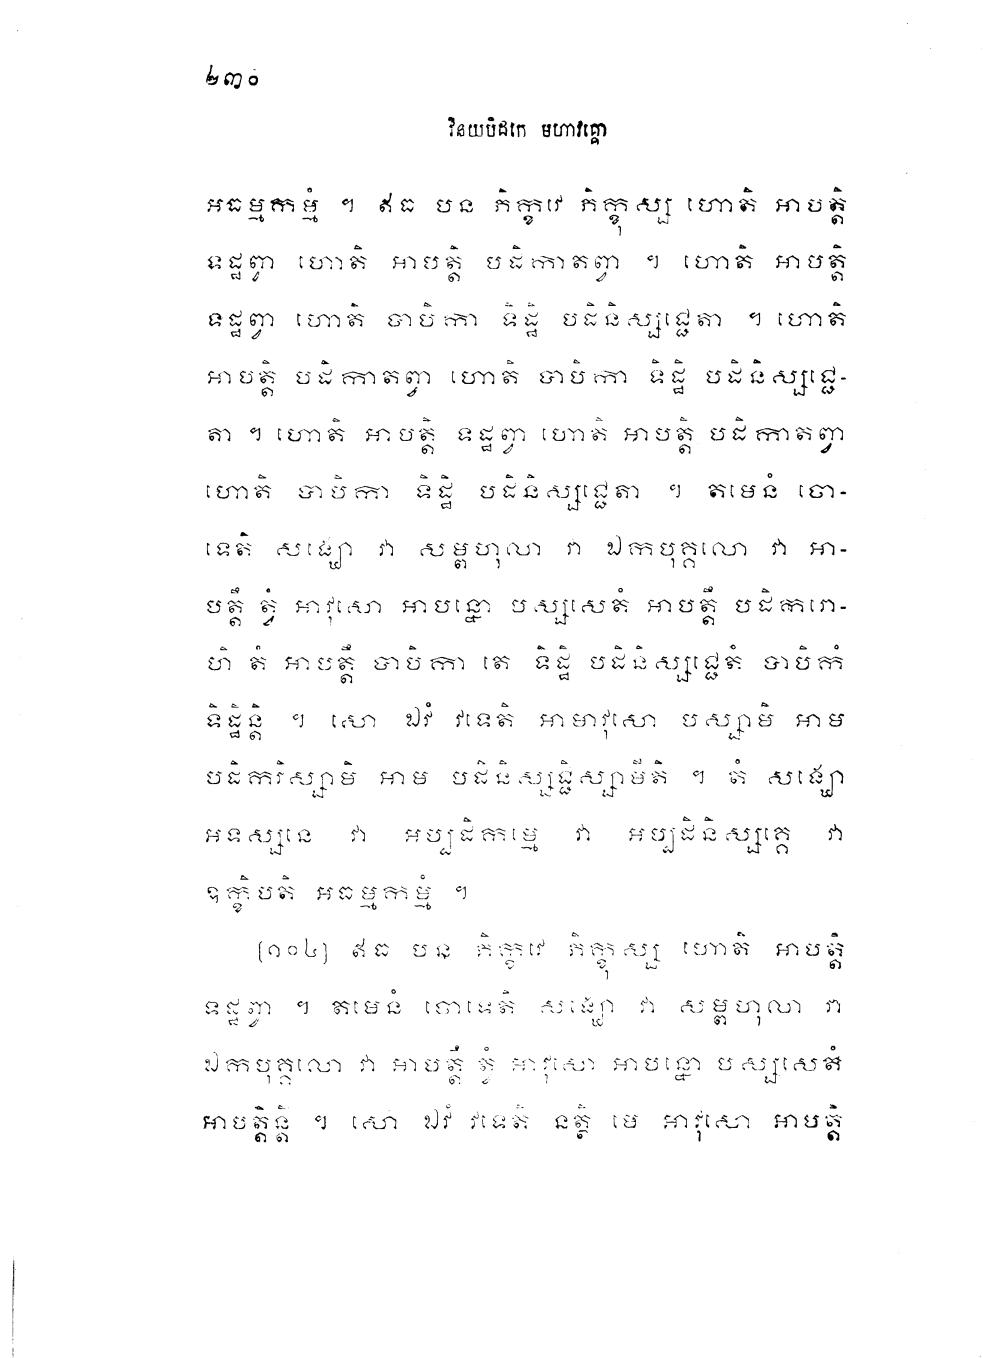 ២៣០
វិនយបិដកេ មហាវគ្គោ
អធម្មកម្មំ ។ ឥធ បន ភិក្ខវេ ភិក្ខុស្ស ហោតិ អាបត្តិ
ទដ្ឋព្វា ហោតិ អាបត្តិ បដិកាតព្វា ។ ហោតិ អាបត្តិ
ទដ្ឋព្វា ហោតិ បាបិកា ទិដ្ឋិ បដិនិស្សជ្ជេតា ។ ហោតិ
អាបត្តិ បដិកាតព្វា ហោតិ បាបិកា ទិដ្ឋិ បដិនិស្សជ្ជេ-
តា ។ ហោតិ អាបត្តិ ទដ្ឋព្វា ហោតិ អាបត្តិ បដិកាតព្វា
ហោតិ បាបិកា ទិដ្ឋិ បដិនិស្សជ្ជេតា ។ តមេនំ ចោ-
ទេតិ សង្ឃោ វា សម្ពហុលា វា ឯកបុគ្គលោ វា អា-
បត្តឹ ត្វំ អាវុសោ អាបន្នោ បស្សសេតំ អាបត្តឹ បដិករោ-
ហិ តំ អាបត្តឹ បាបិកា តេ ទិដ្ឋិ បដិនិស្សជ្ជេតំ បាបិកំ
ទិដ្ឋិន្តិ ។ សោ ឯវំ វទេតិ អាមាវុសោ បស្សាមិ អាម
បដិករិស្សាមិ អាម បដិនិស្សជ្ជិស្សាមីតិ ។ តំ សង្ឃោ
អទស្សនេ វា អប្បដិកម្មេ វា អប្បដិនិស្សគ្គេ វា
ឧក្ខិបតិ អធម្មកម្មំ ។
[១០៤] ឥធ បន ភិក្ខវេ ភិក្ខុស្ស ហោតិ អាបត្តិ
ទដ្ឋព្វា ។ តមេនំ ចោទេតិ សង្ឃោ វា សម្ពហុលា វា
ឯកបុគ្គលោ វា អាបត្តឹ ត្វំ អាវុសោ អាបន្នោ បស្សសេតំ
អាបត្តិន្តិ ។ សោ ឯវំ វទេតិ នត្ថិ មេ អាវុសោ អាបត្តិ